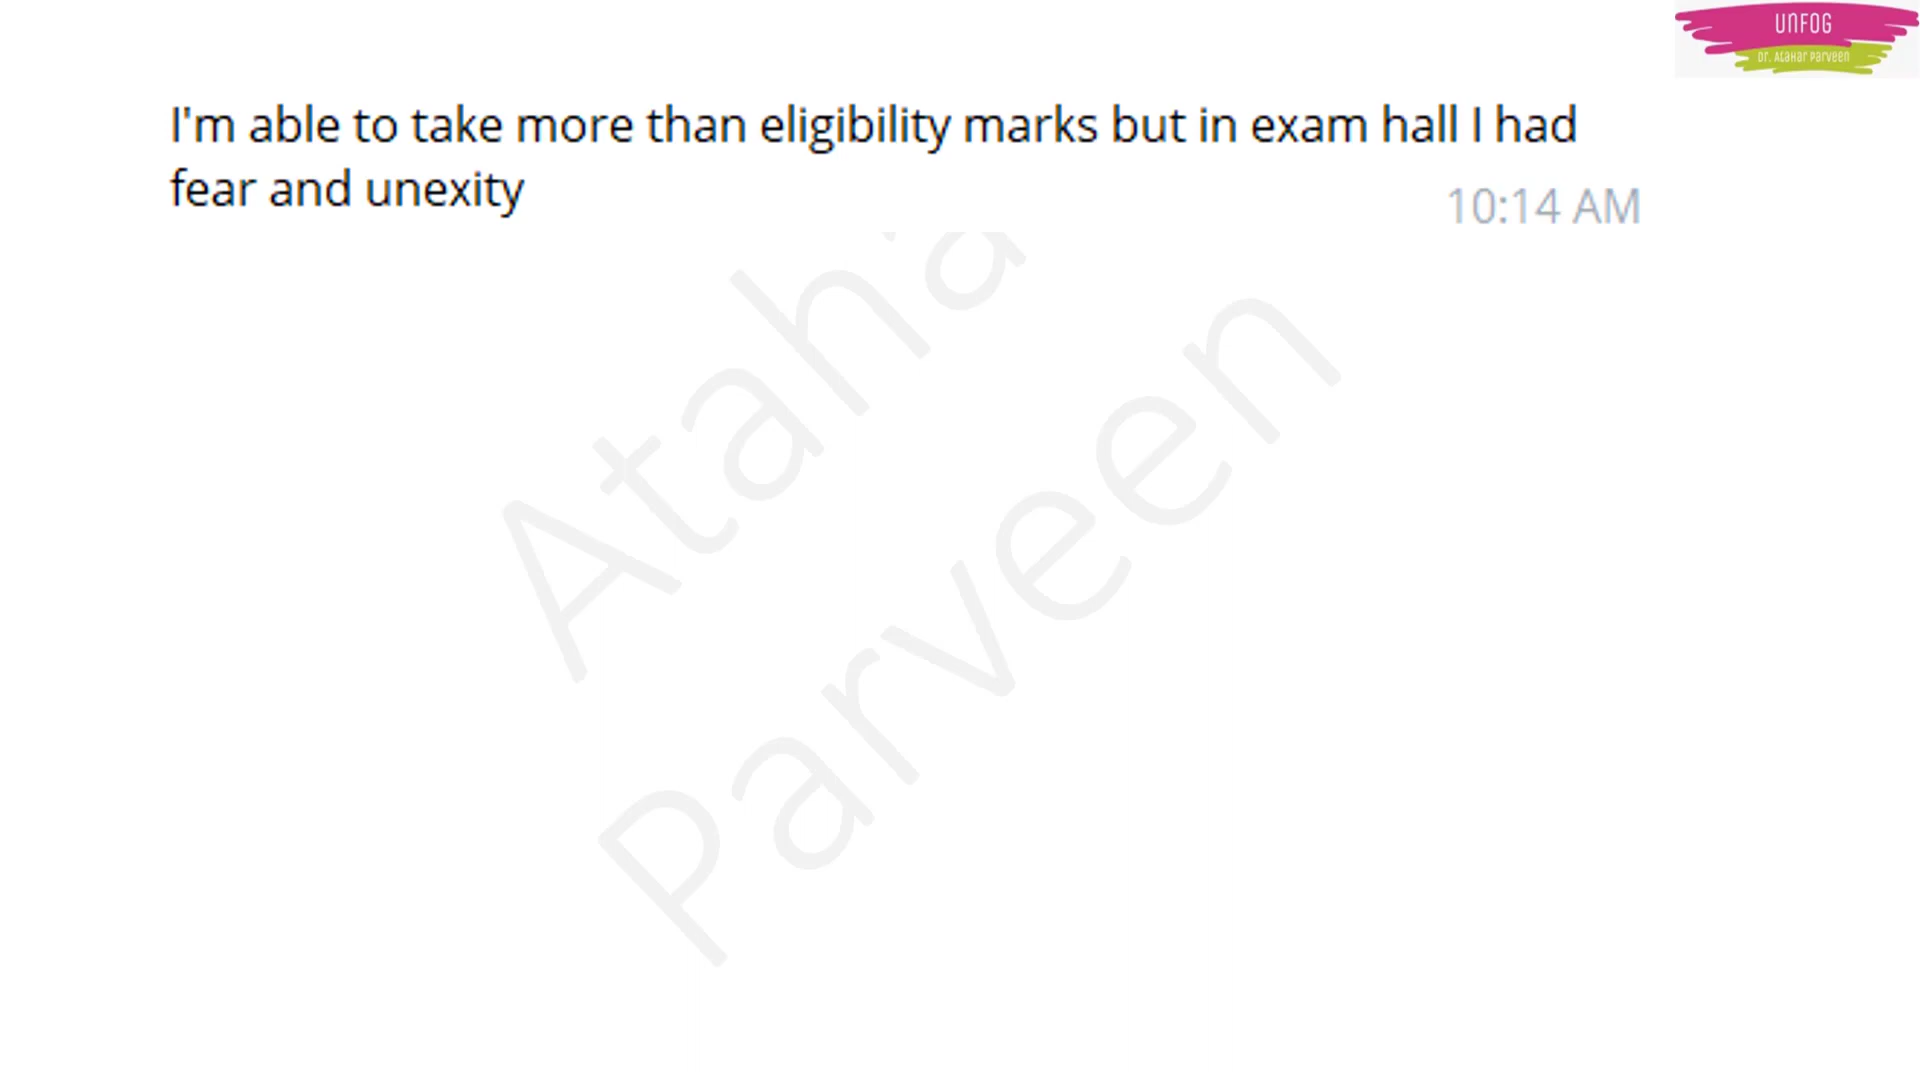 UNFOG
Dr. Atahar Parveen
I'm able to take more than eligibility marks but in exam hall I had
fear and unexity
10:14 AM
Ataha
Parveen